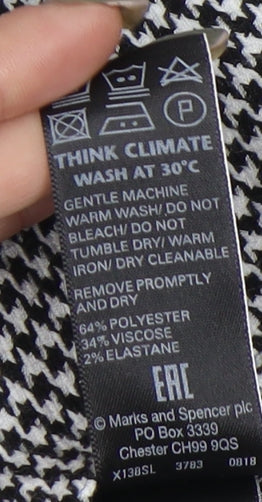 P
THINK CLIMATE
WASH AT 30°C
GENTLE MACHINE
WARM WASH/ DO NOT
BLEACH/ DO NOT
TUMBLE DRY/ WARM
IRON/ DRY CLEANABLE
REMOVE PROMPTLY
AND DRY
64% POLYESTER
34% VISCOSE
2% ELASTANE
EAC
© Marks and Spencer plc
PO Box 3339
Chester CH99 9QS
X138SL 3783 0818